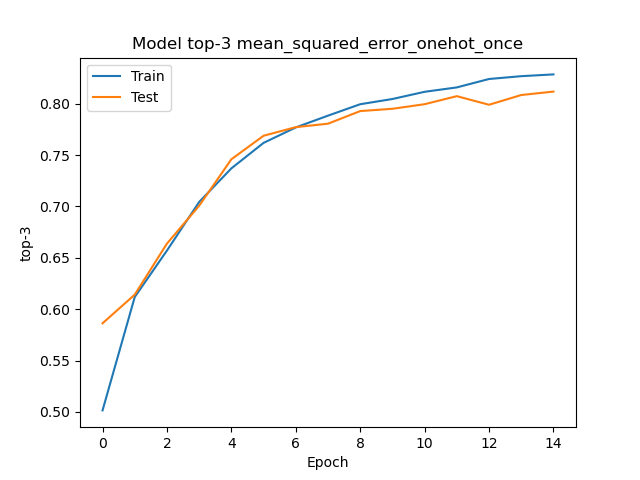 Model top-3 mean_squared_error_onehot_once
Train
Test
0.80
0.75
0.70
0.65
0.60
0.55
0.50
top-3
0 2 4 6 8 10 12 14
Epoch